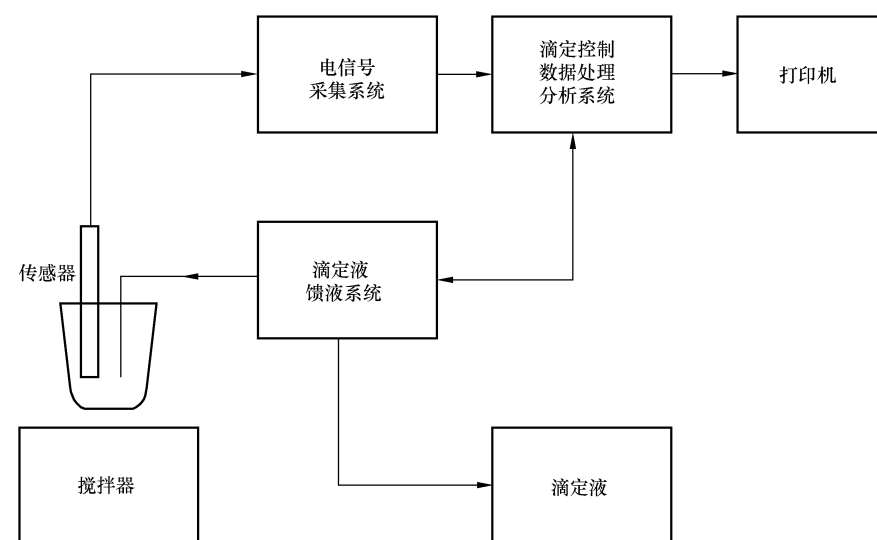 电信号
采集系统
滴定控制
数据处理
分析系统
打印机
传感器
滴定液
馈液系统
搅拌器
滴定液